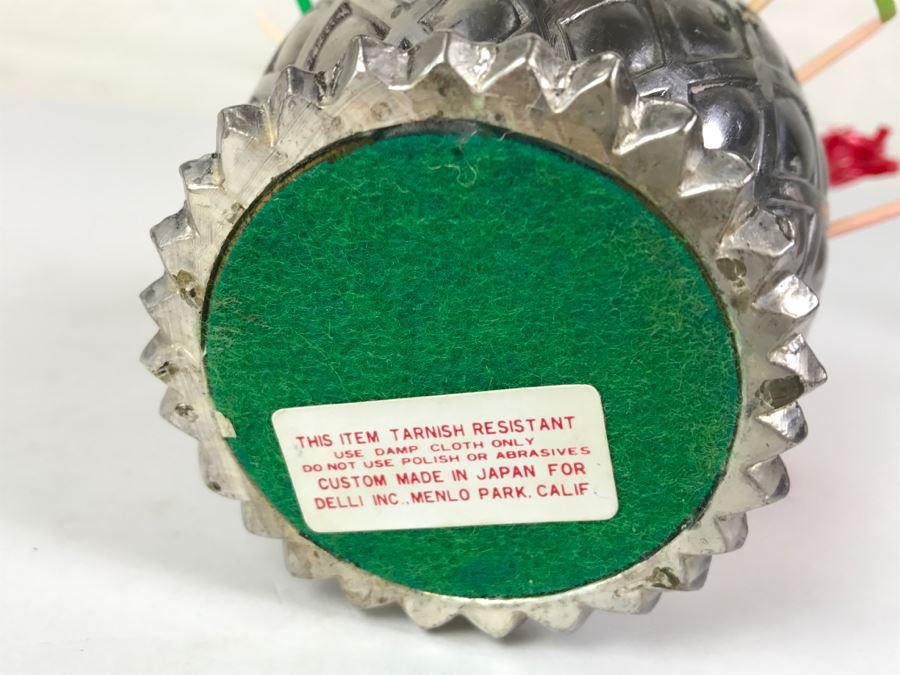 THIS ITEM TARNISH RESISTANT
USE DAMP CLOTH ONLY
DO NOT USE POLISH OR ABRASIVES
CUSTOM MADE IN JAPAN FOR
DELLI INC., MENLO PARK, CALIF.